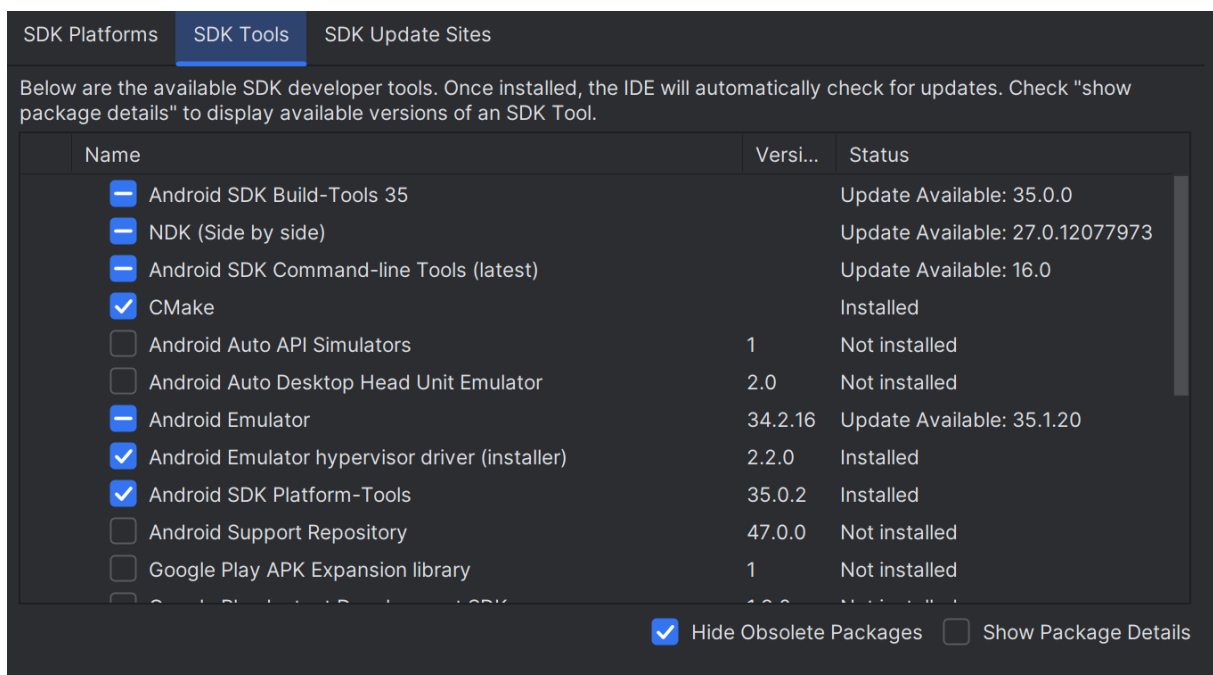 SDK Platforms SDK Tools SDK Update Sites
Below are the available SDK developer tools. Once installed, the IDE will automatically check for updates. Check "show
package details" to display available versions of an SDK Tool.
Name Versi... Status
Android SDK Build-Tools 35 Update Available: 35.0.0
NDK (Side by side) Update Available: 27.0.12077973
Android SDK Command-line Tools (latest) Update Available: 16.0
CMake Installed
Android Auto API Simulators 1 Not installed
Android Auto Desktop Head Unit Emulator 2.0 Not installed
Android Emulator 34.2.16 Update Available: 35.1.20
Android Emulator hypervisor driver (installer) 2.2.0 Installed
Android SDK Platform-Tools 35.0.2 Installed
Android Support Repository 47.0.0 Not installed
Google Play APK Expansion library 1 Not installed
Hide Obsolete Packages Show Package Details